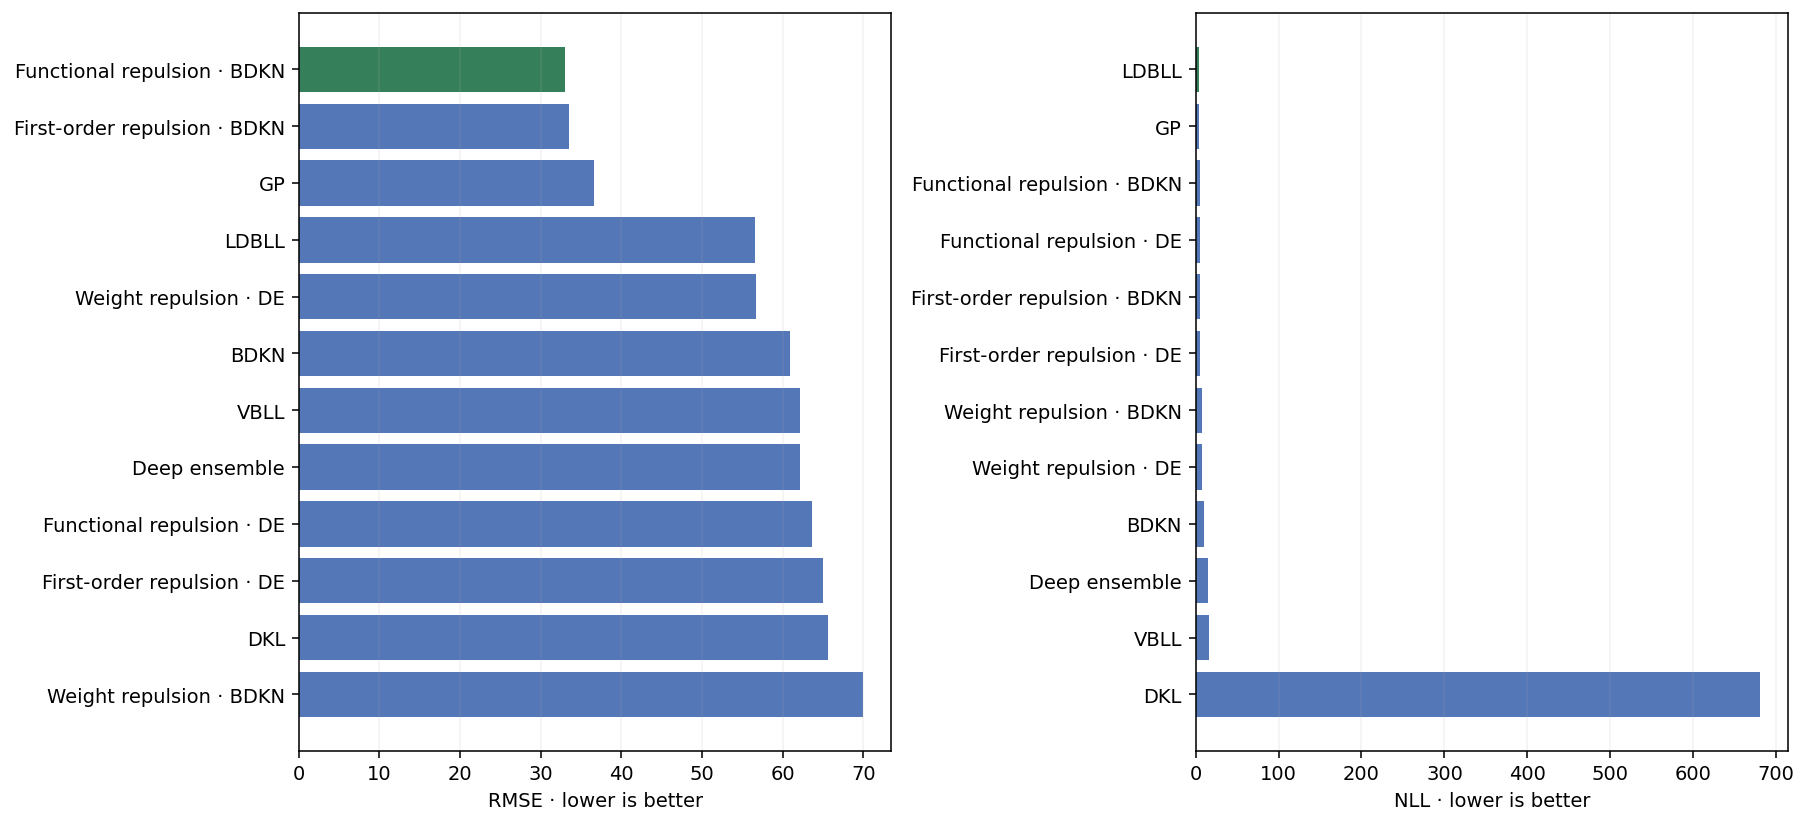 Functional repulsion · BDKN
First-order repulsion · BDKN
GP
LDBLL
Weight repulsion · DE
BDKN
VBLL
Deep ensemble
Functional repulsion · DE
First-order repulsion · DE
DKL
Weight repulsion · BDKN
0 10 20 30 40 50 60 70
RMSE · lower is better
LDBLL
GP
Functional repulsion · BDKN
Functional repulsion · DE
First-order repulsion · BDKN
First-order repulsion · DE
Weight repulsion · BDKN
Weight repulsion · DE
BDKN
Deep ensemble
VBLL
DKL
0 100 200 300 400 500 600 700
NLL · lower is better